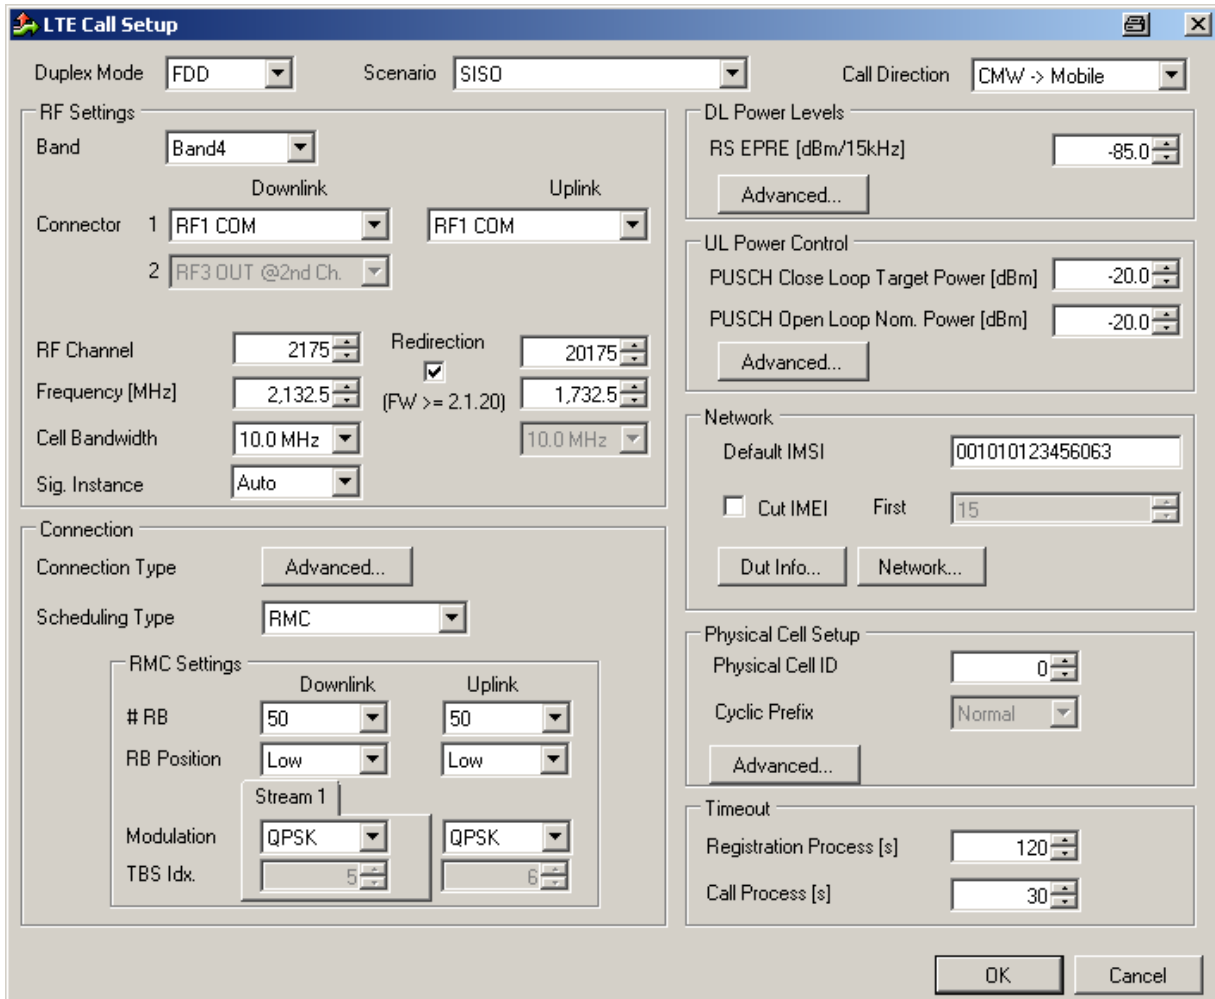 LTE Call Setup
Duplex Mode FDD Scenario SISO Call Direction CMW -> Mobile
RF Settings
Band Band4
Downlink Uplink
Connector 1 RF1 COM RF1 COM
2 RF3 OUT @2nd Ch.
RF Channel 2175 Redirection 20175
Frequency [MHz] 2,132.5 (FW >= 2.1.20) 1,732.5
Cell Bandwidth 10.0 MHz 10.0 MHz
Sig. Instance Auto
Connection
Connection Type Advanced...
Scheduling Type RMC
RMC Settings
Downlink Uplink
# RB 50 50
RB Position Low Low
Stream 1
Modulation QPSK QPSK
TBS Idx. 5 6
DL Power Levels
RS EPRE [dBm/15kHz] -85.0
Advanced...
UL Power Control
PUSCH Close Loop Target Power [dBm] -20.0
PUSCH Open Loop Nom. Power [dBm] -20.0
Advanced...
Network
Default IMSI 001010123456063
Cut IMEI First 15
Dut Info... Network...
Physical Cell Setup
Physical Cell ID 0
Cyclic Prefix Normal
Advanced...
Timeout
Registration Process [s] 120
Call Process [s] 30
OK Cancel